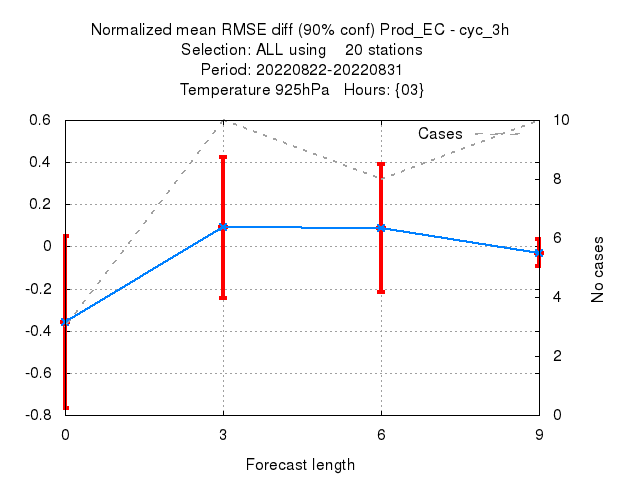 Normalized mean RMSE diff (90% conf) Prod_EC - cyc_3h
Selection: ALL using 20 stations
Period: 20220822-20220831
Temperature 925hPa Hours: {03}
0.6
0.4
0.2
0
-0.2
-0.4
-0.6
-0.8
Cases
10
8
6
4
2
0
No cases
0 3 6 9
Forecast length